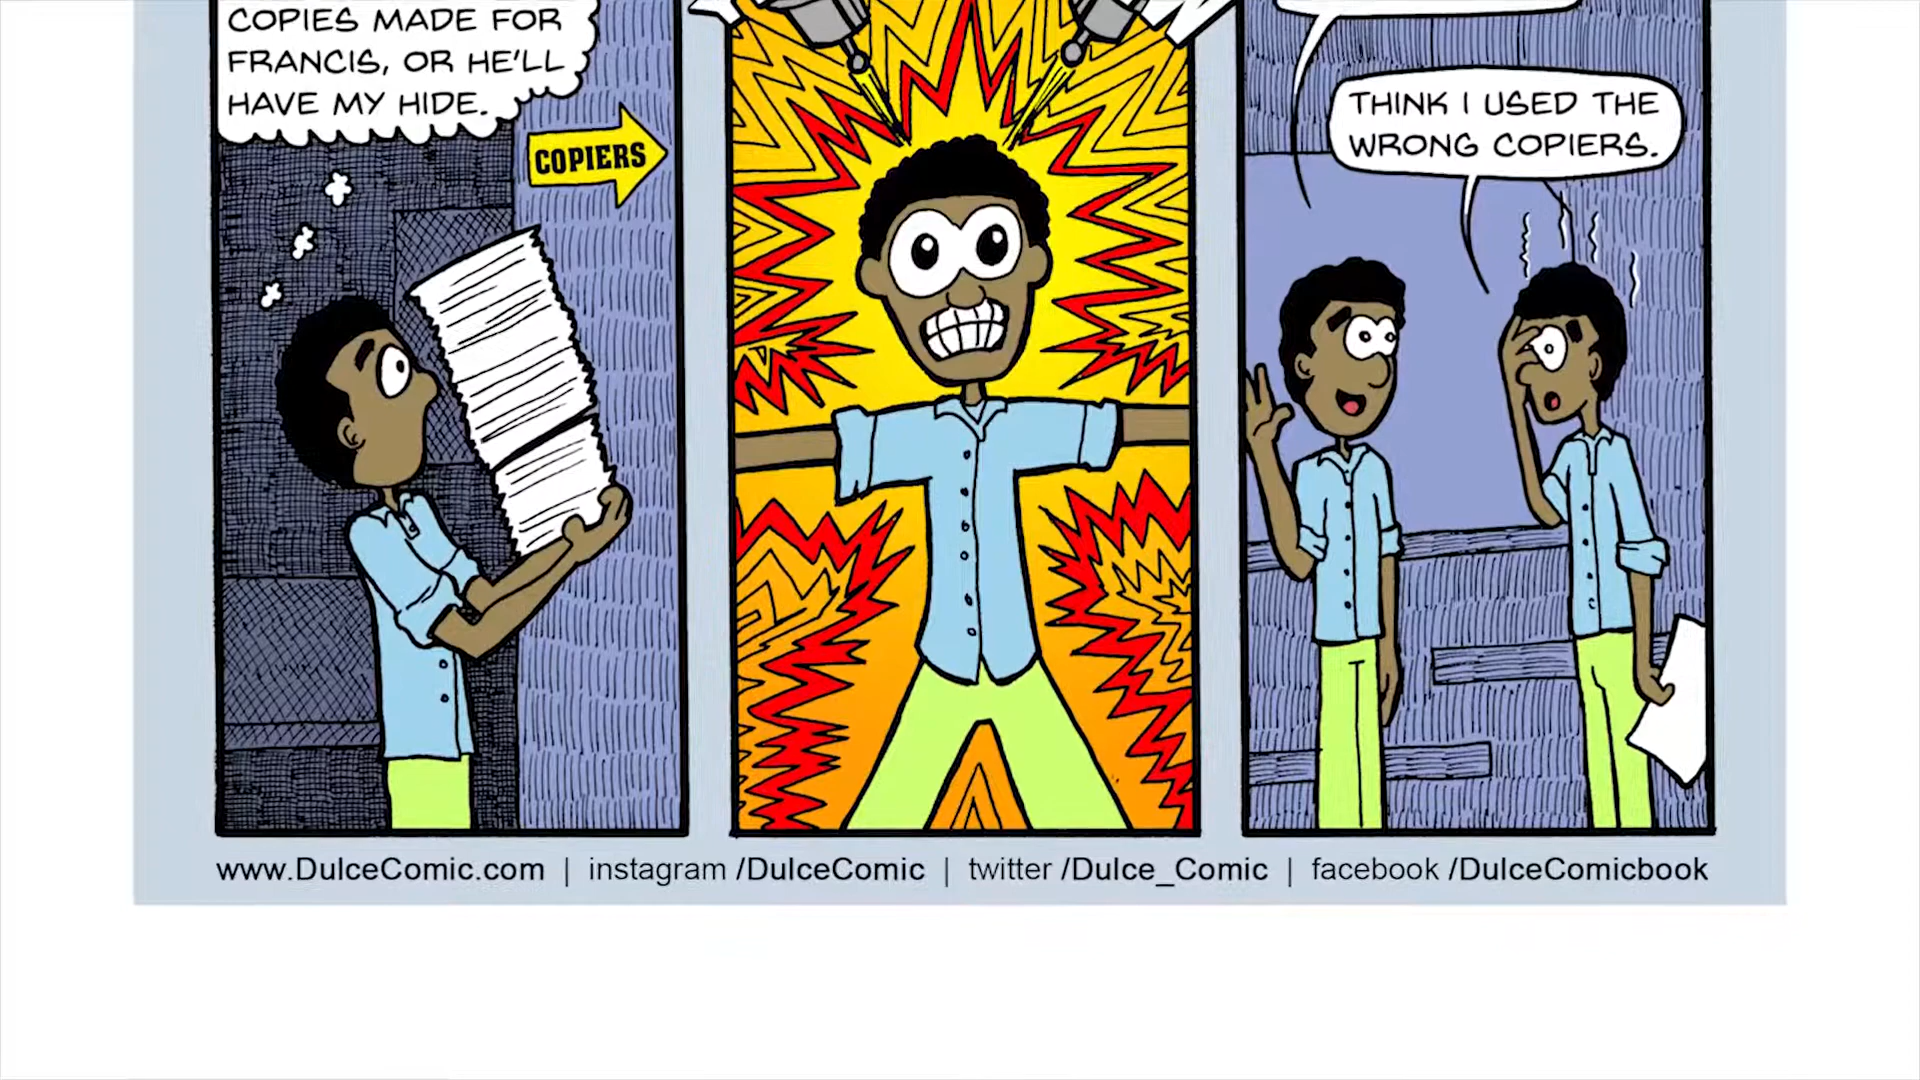 COPIES MADE FOR
FRANCIS, OR HE'LL
HAVE MY HIDE.
COPIERS
THINK I USED THE
WRONG COPIERS.
www.DulceComic.com | instagram /DulceComic | twitter /Dulce_Comic | facebook /DulceComicbook